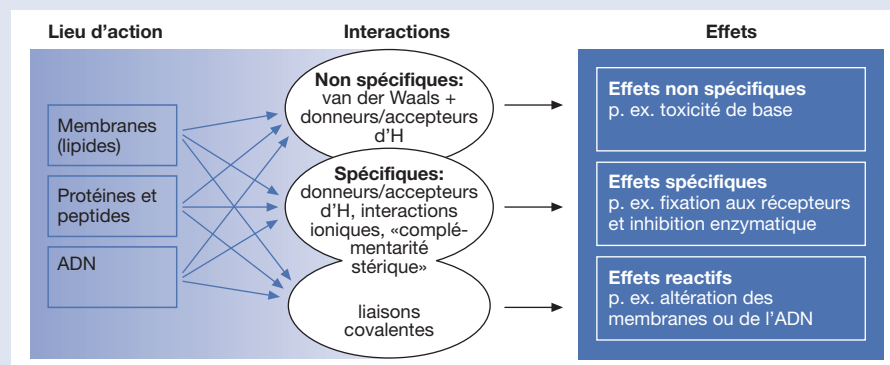 Lieu d'action
Interactions
Effets
Membranes
(lipides)
Protéines et
peptides
ADN
Non spécifiques:
van der Waals +
donneurs/accepteurs
d'H
Spécifiques:
donneurs/accepteurs
d'H, interactions
ioniques, «complé-
mentarité
stérique»
liaisons
covalentes
Effets non spécifiques
p. ex. toxicité de base
Effets spécifiques
p. ex. fixation aux récepteurs
et inhibition enzymatique
Effets reactifs
p. ex. altération des
membranes ou de l'ADN